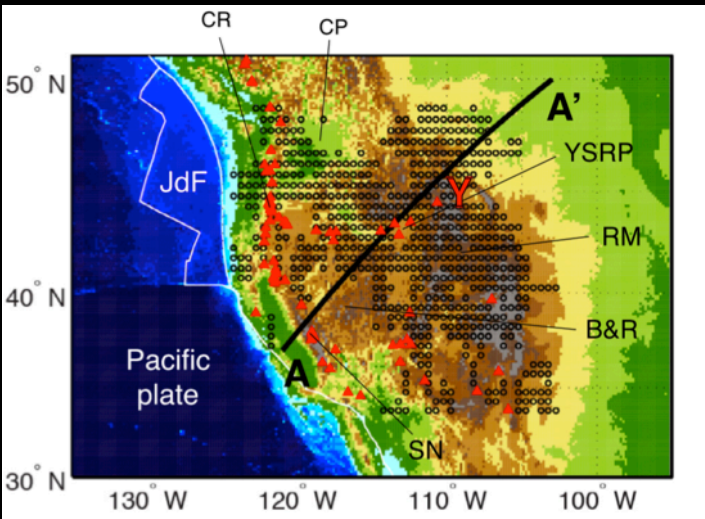 CR
CP
50° N
A'
YSRP
JdF
Y
RM
40° N
B&R
Pacific
plate
A
SN
30° N
130° W
120° W
110° W
100° W